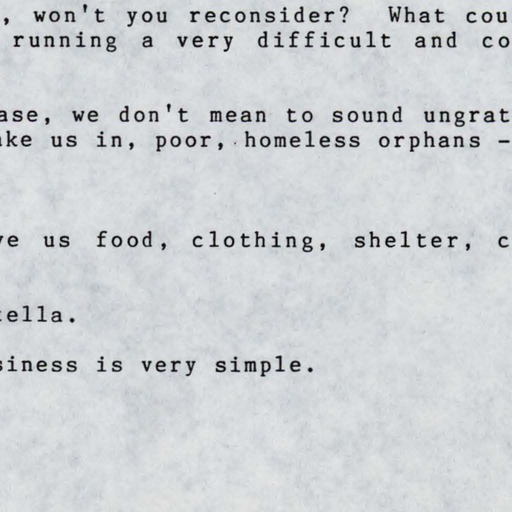 , won't you reconsider? What cou
running a very difficult and co
ase, we don't mean to sound ungrat
ake us in, poor, homeless orphans -
ve us food, clothing, shelter, c
tella.
siness is very simple.